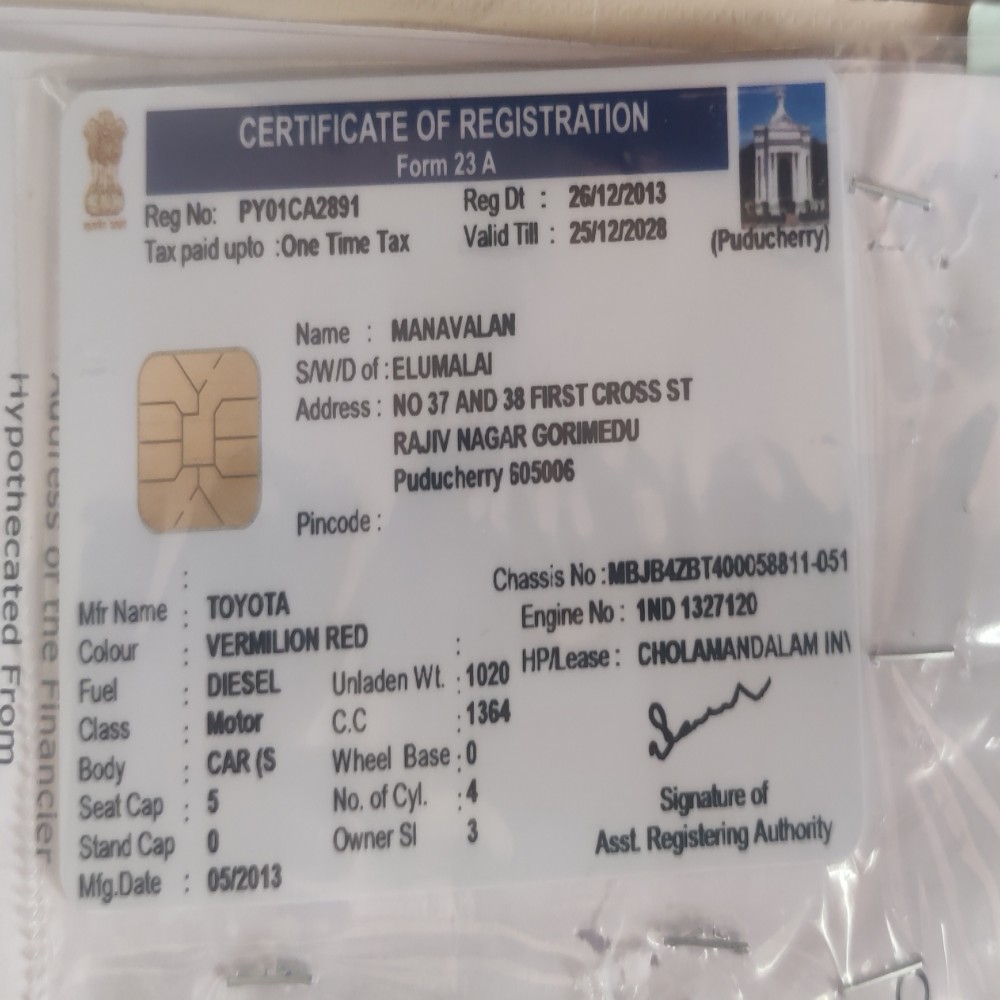 CERTIFICATE OF REGISTRATION
Form 23 A
Reg No: PY01CA2891
Reg Dt : 26/12/2013
Tax paid upto :One Time Tax
Valid Till : 25/12/2028
(Puducherry)
Name : MANAVALAN
S/W/D of : ELUMALAI
Address : NO 37 AND 38 FIRST CROSS ST
RAJIV NAGAR GORIMEDU
Puducherry 605006
Pincode :
Chassis No :MBJB4ZBT400058811-051
Engine No : 1ND 1327120
HP/Lease : CHOLAMANDALAM IN
Mfr Name : TOYOTA
Colour : VERMILION RED
Fuel : DIESEL
Unladen Wt. : 1020
Class : Motor
C.C : 1364
Body : CAR (S
Wheel Base : 0
Seat Cap : 5
No. of Cyl. : 4
Stand Cap : 0
Owner Sl 3
Mfg.Date : 05/2013
Signature of
Asst. Registering Authority
Address of the Financier
Hypothecated From